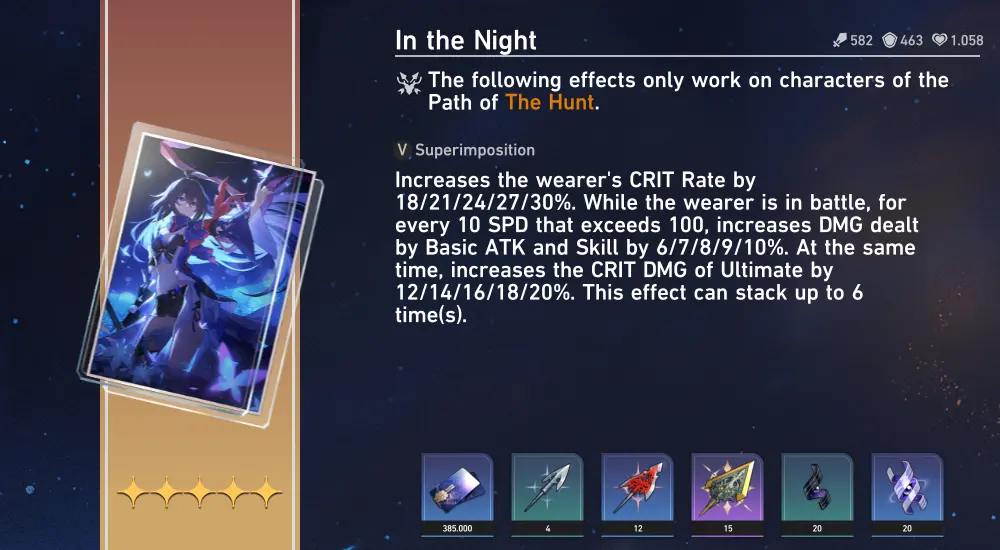 In the Night
582 463 1.058
The following effects only work on characters of the
Path of The Hunt.
V Superimposition
Increases the wearer's CRIT Rate by
18/21/24/27/30%. While the wearer is in battle, for
every 10 SPD that exceeds 100, increases DMG dealt
by Basic ATK and Skill by 6/7/8/9/10%. At the same
time, increases the CRIT DMG of Ultimate by
12/14/16/18/20%. This effect can stack up to 6
time(s).
385.000 4 12 15 20 20